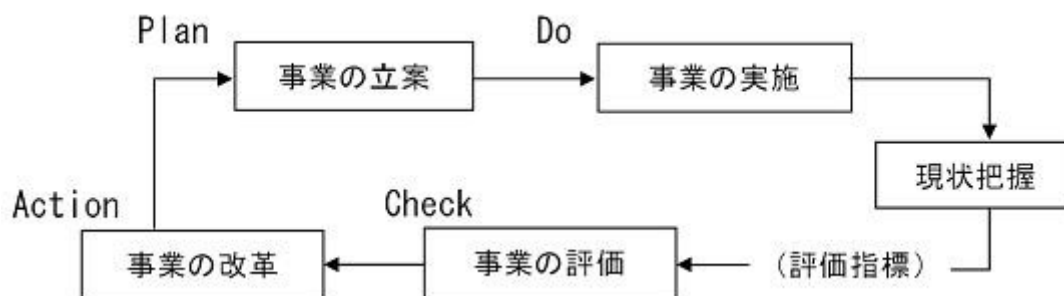 Plan
事業の立案
Do
事業の実施
現状把握
(評価指標)
Check
事業の評価
Action
事業の改革